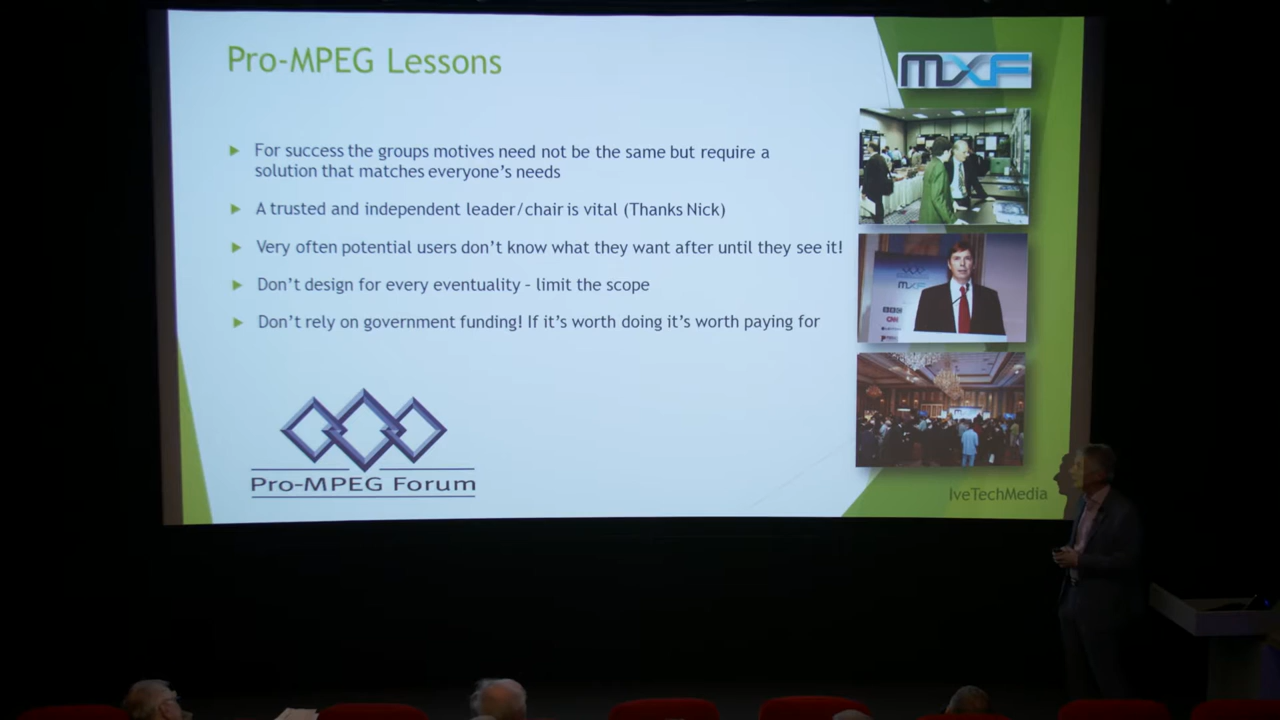 Pro-MPEG Lessons
MXF
For success the groups motives need not be the same but require a
solution that matches everyone's needs
A trusted and independent leader/chair is vital (Thanks Nick)
Very often potential users don't know what they want after until they see it!
Don't design for every eventuality – limit the scope
Don't rely on government funding! If it's worth doing it's worth paying for
MXF
BBC
CNN
Pro-MPEG Forum
IveTechMedia